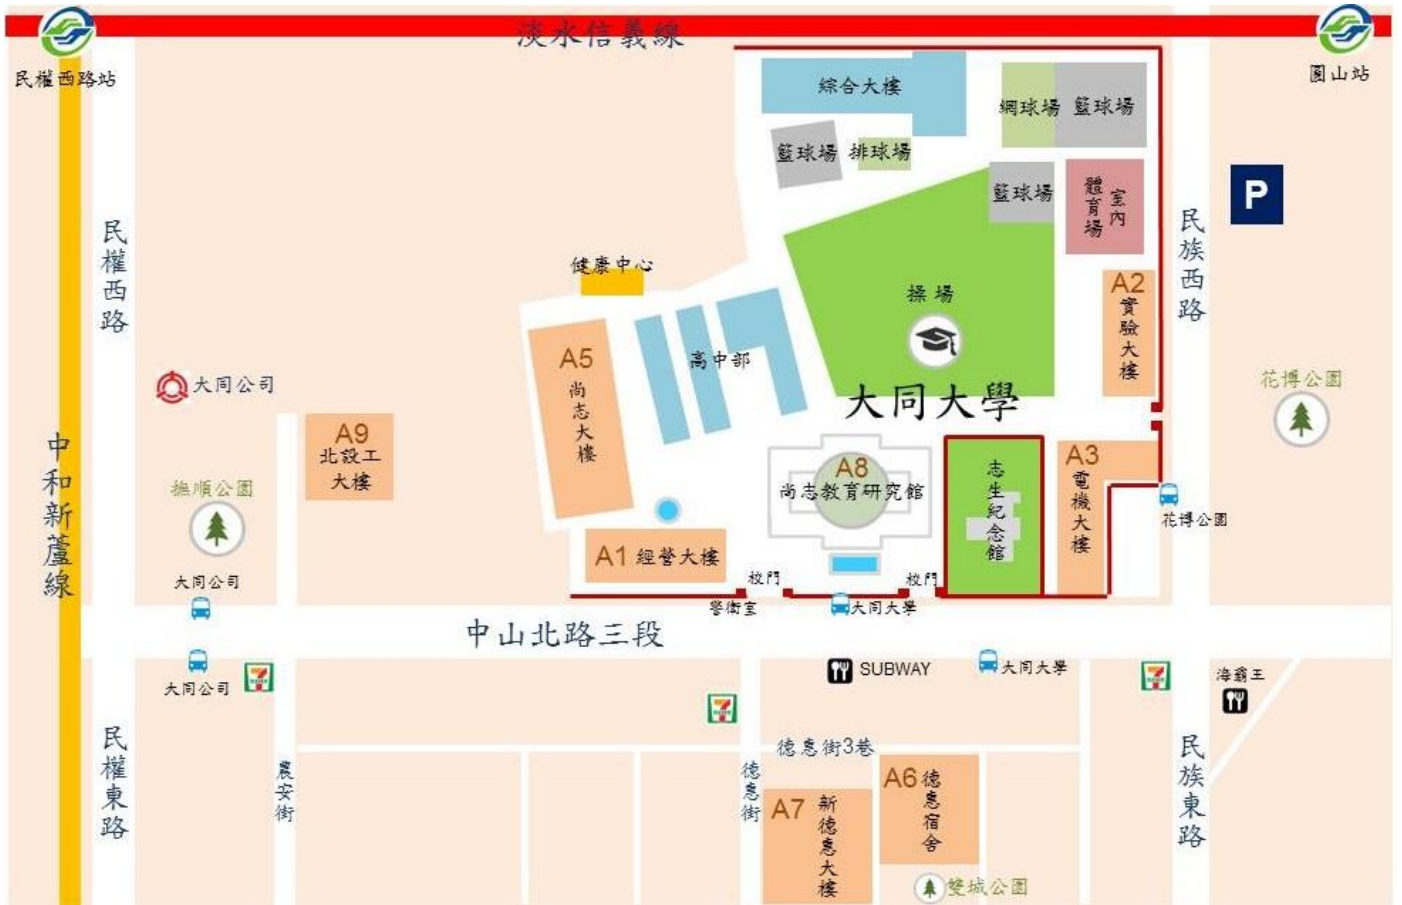 淡水信義線
民權西路站
圓山站
綜合大樓
網球場
籃球場
籃球場
排球場
籃球場
室內
體育場
P
民權西路
民族西路
健康中心
A2
實驗大樓
操場
A5
尚志大樓
高中部
大同公司
花博公園
大同大學
A9
北設工
大樓
中和新蘆線
A8
尚志教育研究館
志生紀念館
A3
電機大樓
撫順公園
花博公園
A1 經營大樓
大同公司
校門
校門
警衛室
大同大學
中山北路三段
大同公司
7
ELEVEN
SUBWAY
大同大學
7
ELEVEN
海霸王
7
ELEVEN
民權東路
農安街
德惠街
德惠街3巷
民族東路
A6
德惠宿舍
A7
新德惠大樓
雙城公園